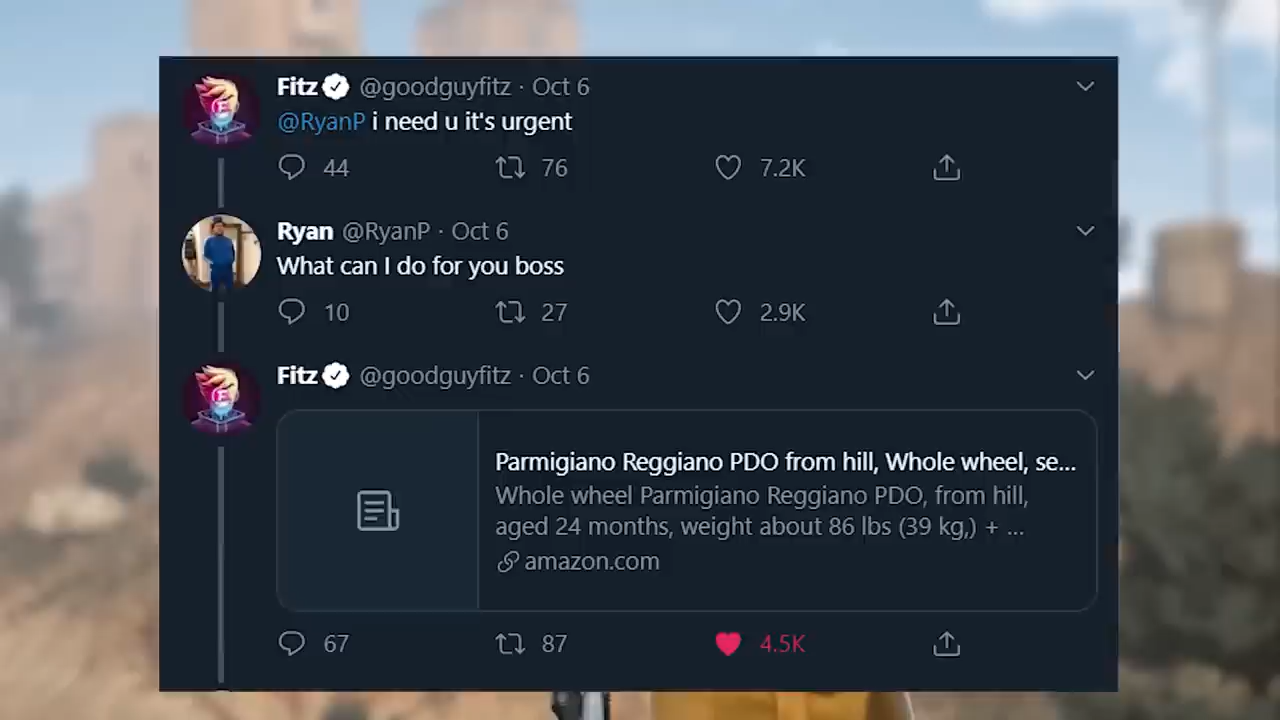 Fitz @goodguyfitz · Oct 6
@RyanP i need u it's urgent
44 76 7.2K
Ryan @RyanP · Oct 6
What can I do for you boss
10 27 2.9K
Fitz @goodguyfitz · Oct 6
Parmigiano Reggiano PDO from hill, Whole wheel, se...
Whole wheel Parmigiano Reggiano PDO, from hill,
aged 24 months, weight about 86 lbs (39 kg,) + ...
amazon.com
67 87 4.5K